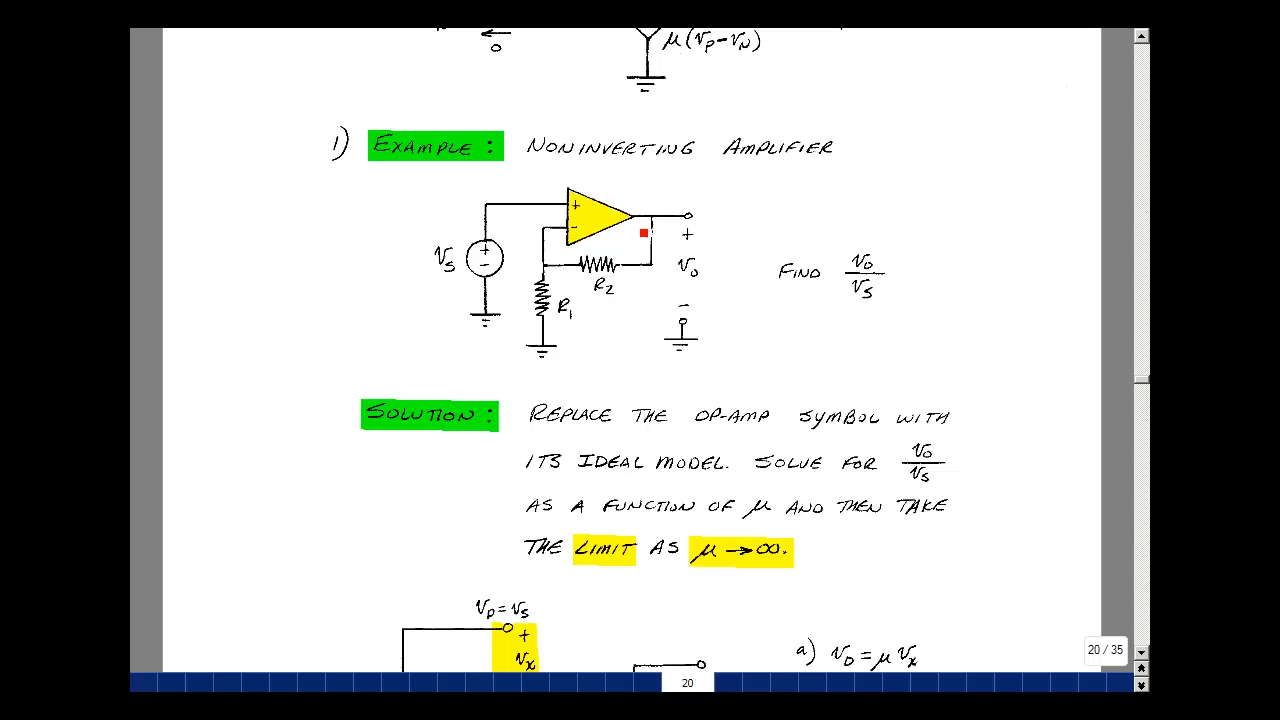 0
μ(Vp-VN)
1) EXAMPLE: NONINVERTING AMPLIFIER
+
-
Vs
+
-
+
Vo
-
R2
R1
FIND Vo/Vs
SOLUTION: REPLACE THE OP-AMP SYMBOL WITH
ITS IDEAL MODEL. SOLVE FOR Vo/Vs
AS A FUNCTION OF μ AND THEN TAKE
THE LIMIT AS μ→∞.
Vp=Vs
+
Vx
a) Vo=μVx
20 / 35
20